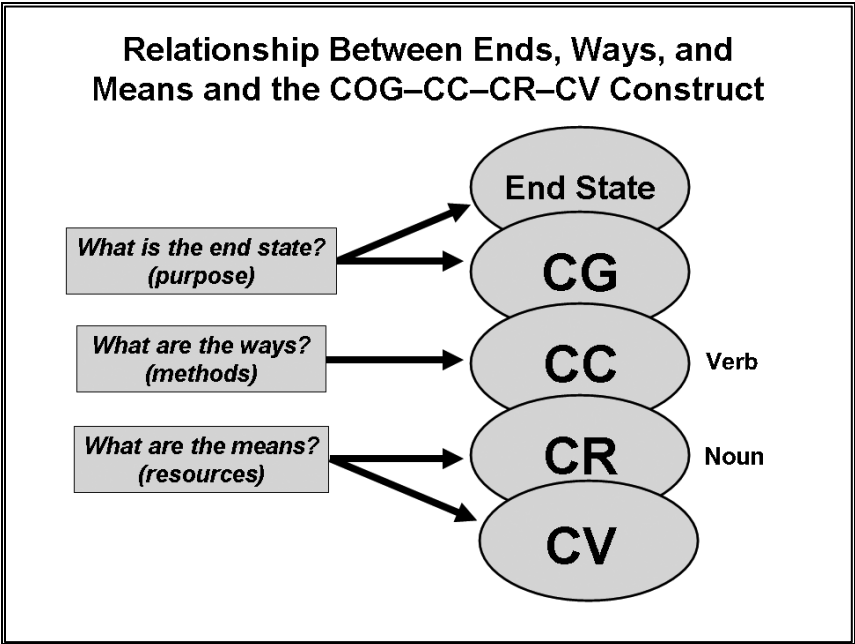 Relationship Between Ends, Ways, and
Means and the COG–CC–CR–CV Construct
End State
What is the end state?
(purpose)
CG
What are the ways?
(methods)
CC
Verb
What are the means?
(resources)
CR
Noun
CV